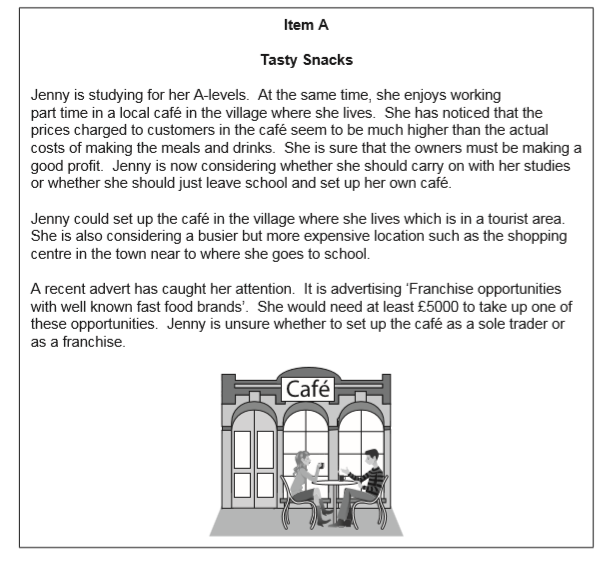 Item A
Tasty Snacks
Jenny is studying for her A-levels. At the same time, she enjoys working
part time in a local café in the village where she lives. She has noticed that the
prices charged to customers in the café seem to be much higher than the actual
costs of making the meals and drinks. She is sure that the owners must be making a
good profit. Jenny is now considering whether she should carry on with her studies
or whether she should just leave school and set up her own café.
Jenny could set up the café in the village where she lives which is in a tourist area.
She is also considering a busier but more expensive location such as the shopping
centre in the town near to where she goes to school.
A recent advert has caught her attention. It is advertising ‘Franchise opportunities
with well known fast food brands’. She would need at least £5000 to take up one of
these opportunities. Jenny is unsure whether to set up the café as a sole trader or
as a franchise.
Café